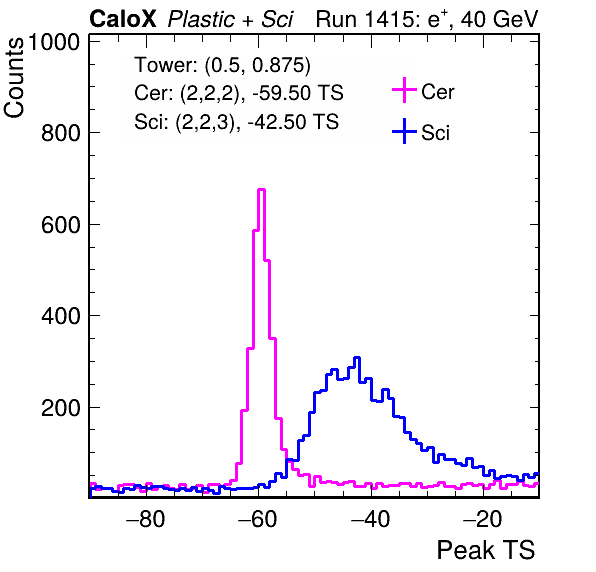 CaloX Plastic + Sci Run 1415: e+, 40 GeV
Counts
1000
800
600
400
200
Tower: (0.5, 0.875)
Cer: (2,2,2), -59.50 TS
Sci: (2,2,3), -42.50 TS
Cer
Sci
−80 −60 −40 −20
Peak TS